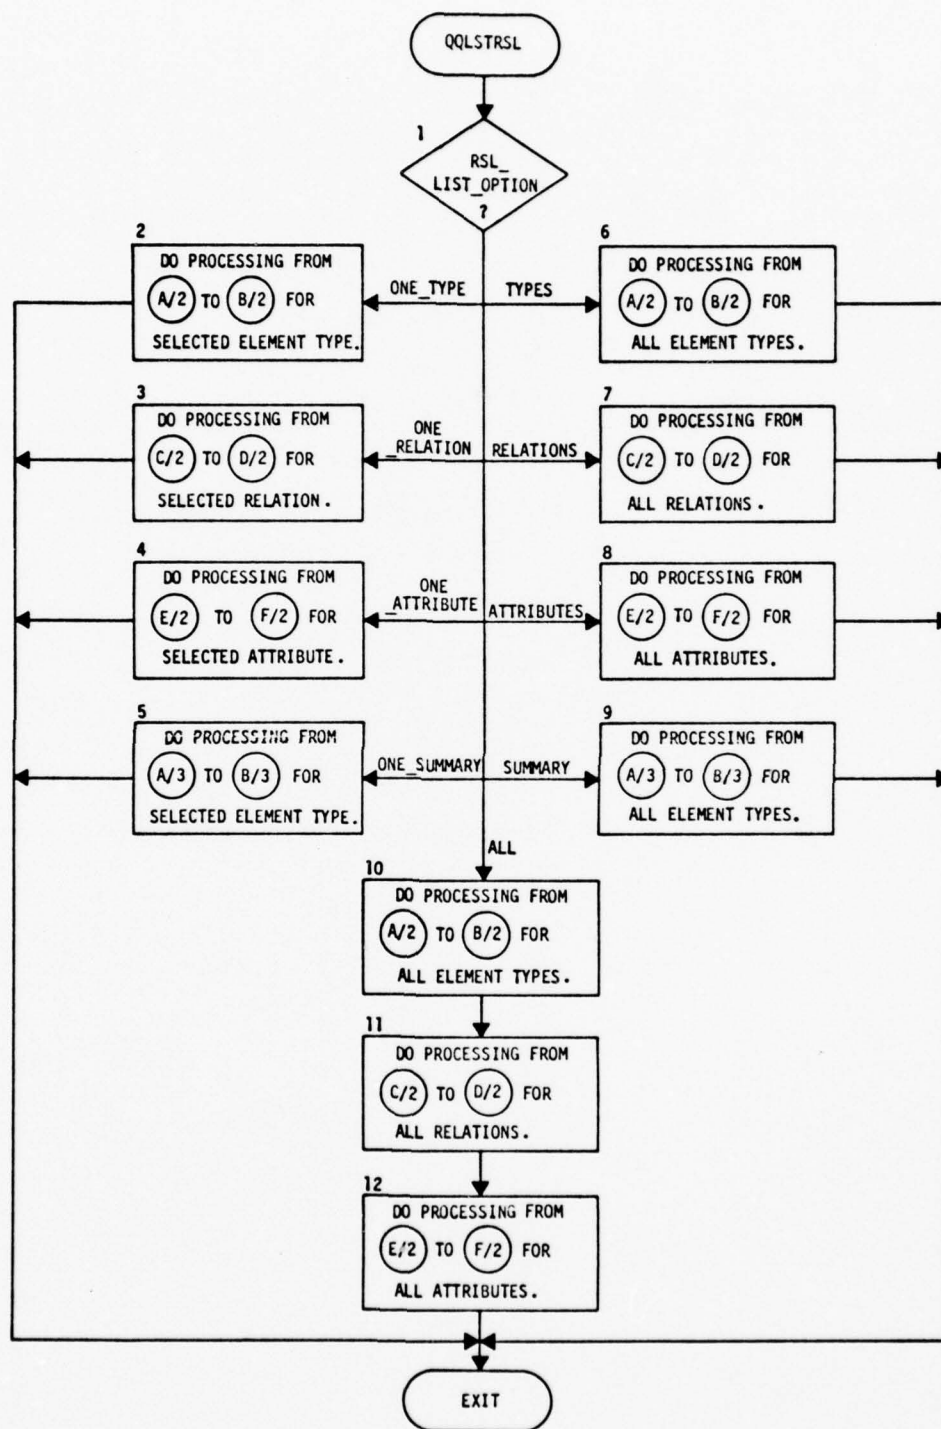 QQLSTRSL
1
RSL_
LIST_OPTION
?
2
DO PROCESSING FROM
A/2 TO B/2 FOR
SELECTED ELEMENT TYPE.
ONE_TYPE
TYPES
6
DO PROCESSING FROM
A/2 TO B/2 FOR
ALL ELEMENT TYPES.
3
DO PROCESSING FROM
C/2 TO D/2 FOR
SELECTED RELATION.
ONE
_RELATION
RELATIONS
7
DO PROCESSING FROM
C/2 TO D/2 FOR
ALL RELATIONS.
4
DO PROCESSING FROM
E/2 TO F/2 FOR
SELECTED ATTRIBUTE.
ONE
_ATTRIBUTE
ATTRIBUTES
8
DO PROCESSING FROM
E/2 TO F/2 FOR
ALL ATTRIBUTES.
5
DO PROCESSING FROM
A/3 TO B/3 FOR
SELECTED ELEMENT TYPE.
ONE_SUMMARY
SUMMARY
9
DO PROCESSING FROM
A/3 TO B/3 FOR
ALL ELEMENT TYPES.
ALL
10
DO PROCESSING FROM
A/2 TO B/2 FOR
ALL ELEMENT TYPES.
11
DO PROCESSING FROM
C/2 TO D/2 FOR
ALL RELATIONS.
12
DO PROCESSING FROM
E/2 TO F/2 FOR
ALL ATTRIBUTES.
EXIT